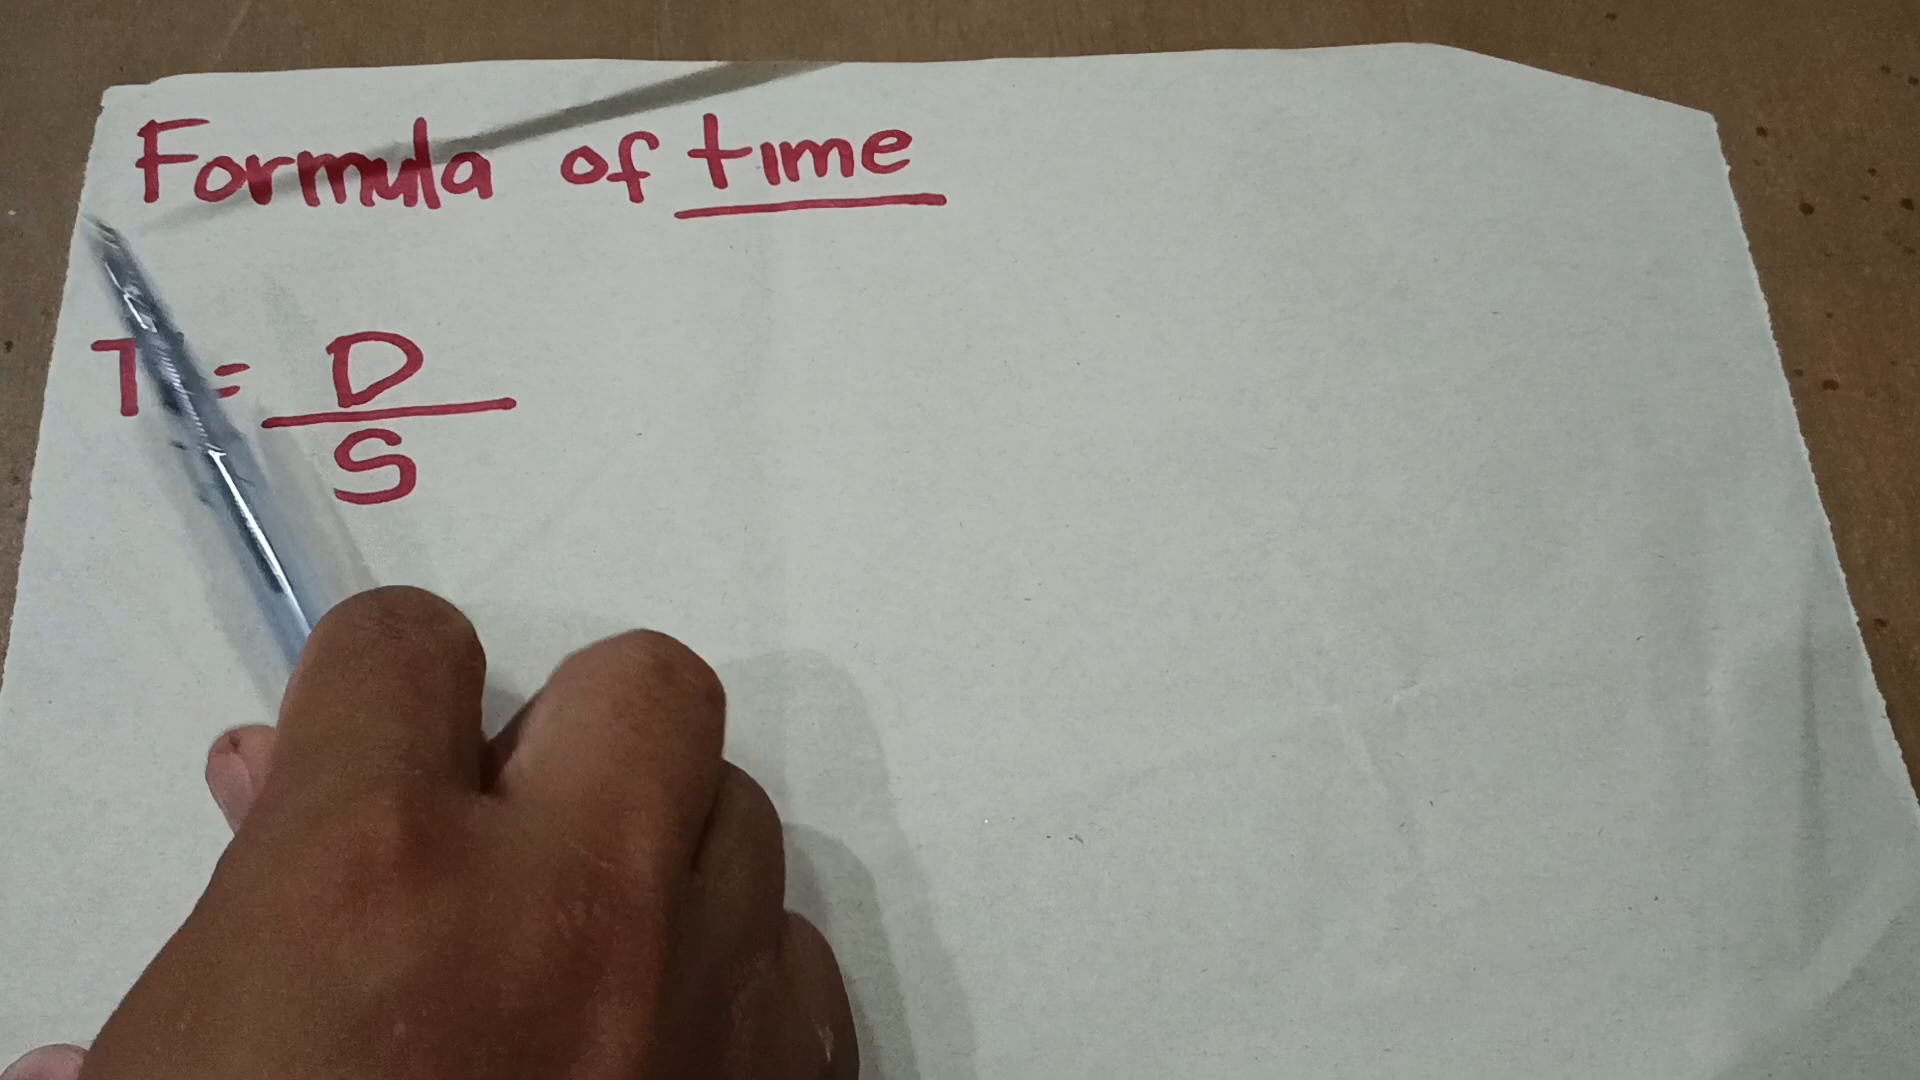 Formula of time
T = D
S